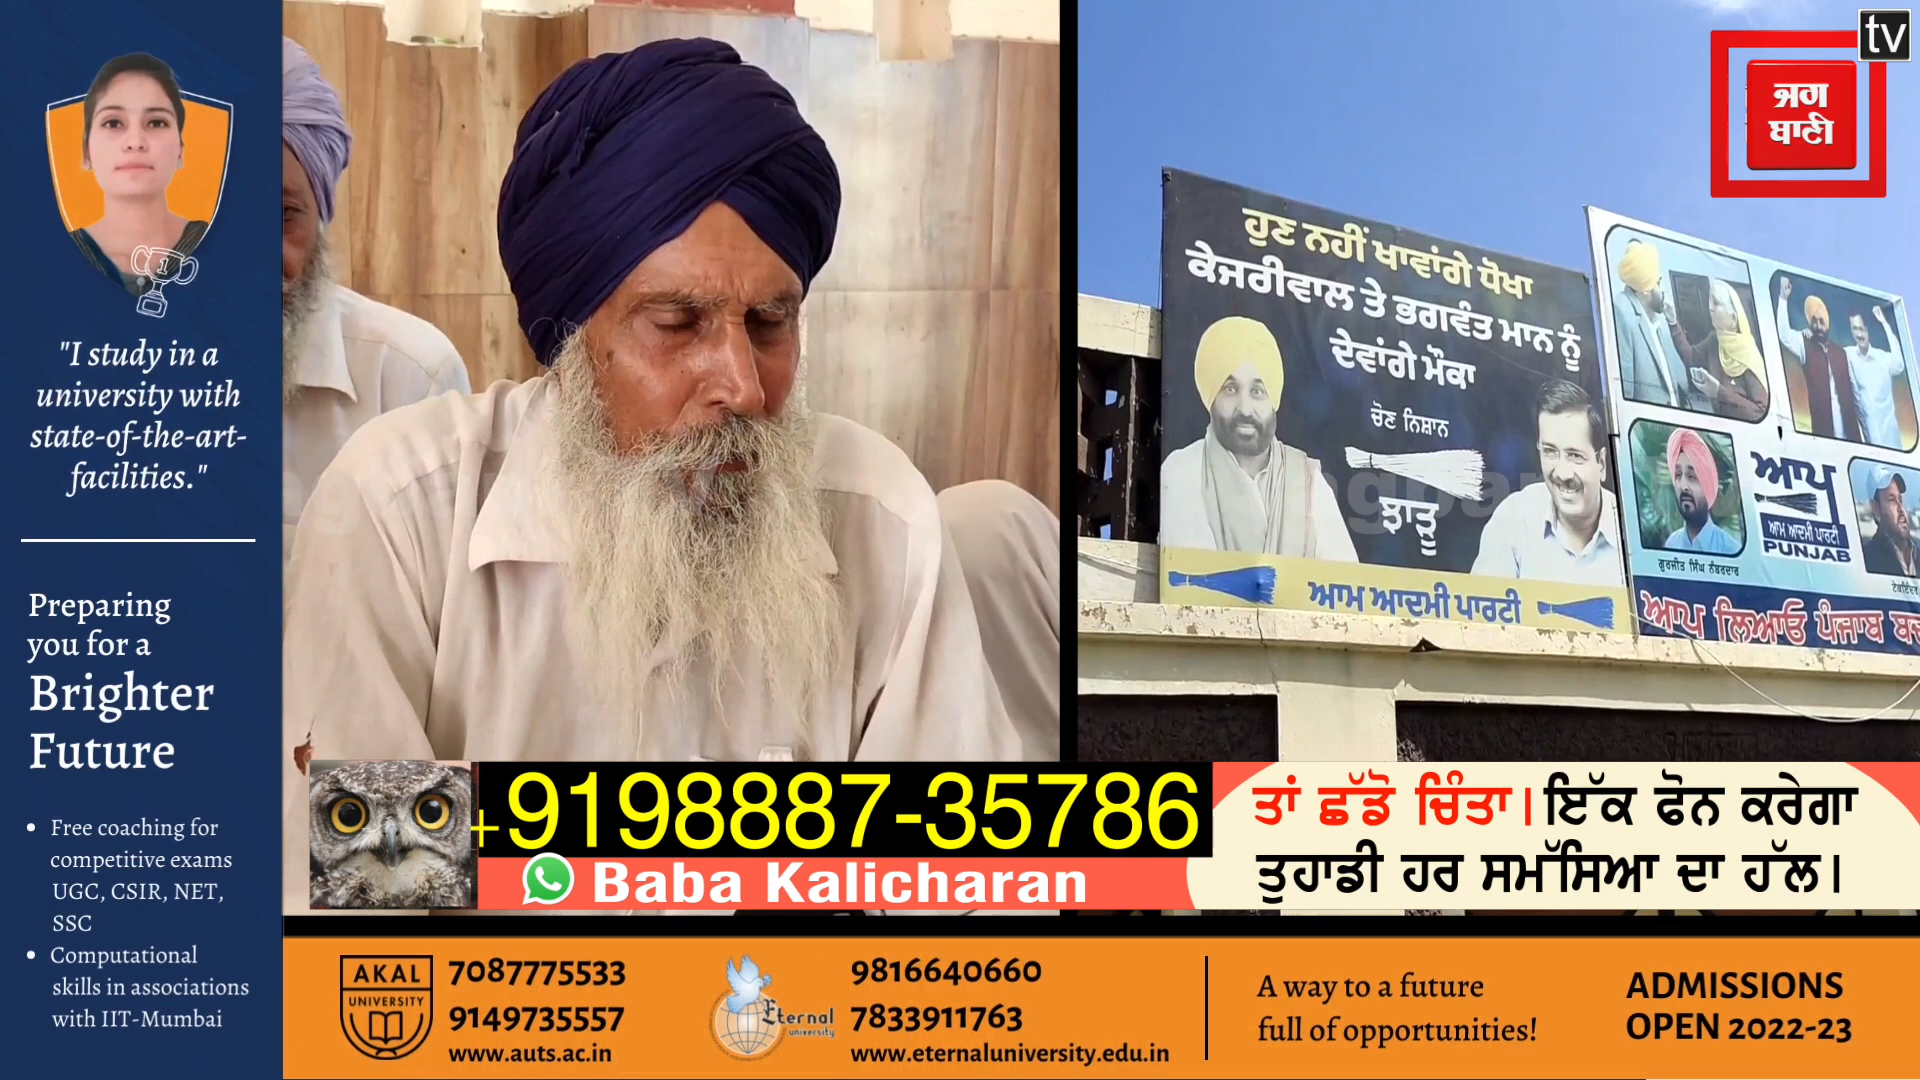 "I study in a
university with
state-of-the-art-
facilities."
Preparing
you for a
Brighter
Future
• Free coaching for
competitive exams
UGC, CSIR, NET,
SSC
• Computational
skills in associations
with IIT-Mumbai
tv
ਜਗ
ਬਾਣੀ
ਹੁਣ ਨਹੀਂ ਖਾਵਾਂਗੇ ਧੋਖਾ
ਕੇਜਰੀਵਾਲ ਤੇ ਭਗਵੰਤ ਮਾਨ ਨੂੰ
ਦੇਵਾਂਗੇ ਮੌਕਾ
ਚੋਣ ਨਿਸ਼ਾਨ
ਝਾੜੂ
ਆਮ ਆਦਮੀ ਪਾਰਟੀ
ਆਪ
ਆਮ ਆਦਮੀ ਪਾਰਟੀ
PUNJAB
ਗੁਰਜੀਤ ਸਿੰਘ ਨੰਬਰਦਾਰ
ਆਪ ਲਿਆਓ ਪੰਜਾਬ
+9198887-35786
Baba Kalicharan
ਤਾਂ ਛੱਡੋ ਚਿੰਤਾ। ਇੱਕ ਫੋਨ ਕਰੇਗਾ
ਤੁਹਾਡੀ ਹਰ ਸਮੱਸਿਆ ਦਾ ਹੱਲ।
AKAL
UNIVERSITY
7087775533
9149735557
www.auts.ac.in
Eternal
university
9816640660
7833911763
www.eternaluniversity.edu.in
A way to a future
full of opportunities!
ADMISSIONS
OPEN 2022-23